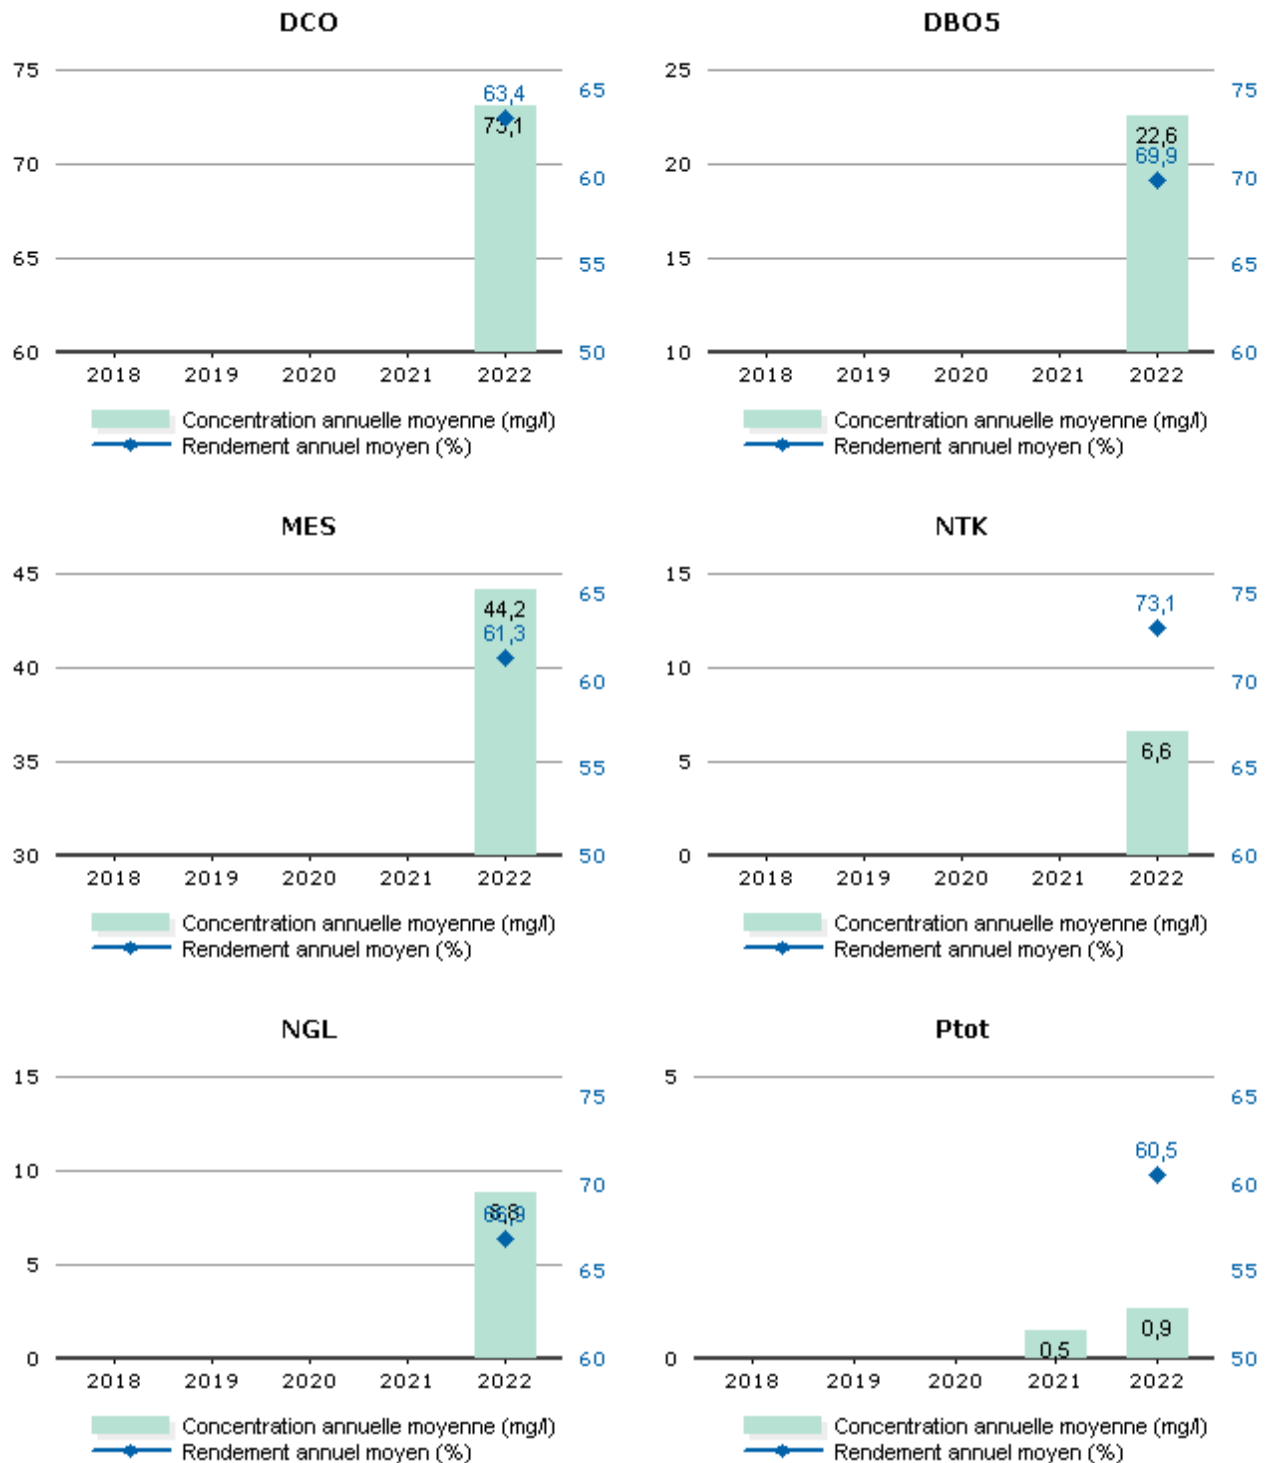 DCO
75
70
65
60
65
60
55
50
63,4
73,1
2018 2019 2020 2021 2022
Concentration annuelle moyenne (mg/l)
Rendement annuel moyen (%)
DBO5
25
20
15
10
75
70
65
60
22,6
69,9
2018 2019 2020 2021 2022
Concentration annuelle moyenne (mg/l)
Rendement annuel moyen (%)
MES
45
40
35
30
65
60
55
50
44,2
61,3
2018 2019 2020 2021 2022
Concentration annuelle moyenne (mg/l)
Rendement annuel moyen (%)
NTK
15
10
5
0
75
70
65
60
73,1
6,6
2018 2019 2020 2021 2022
Concentration annuelle moyenne (mg/l)
Rendement annuel moyen (%)
NGL
15
10
5
0
75
70
65
60
8,8
66,9
2018 2019 2020 2021 2022
Concentration annuelle moyenne (mg/l)
Rendement annuel moyen (%)
Ptot
5
0
65
60
55
50
60,5
0,5
0,9
2018 2019 2020 2021 2022
Concentration annuelle moyenne (mg/l)
Rendement annuel moyen (%)